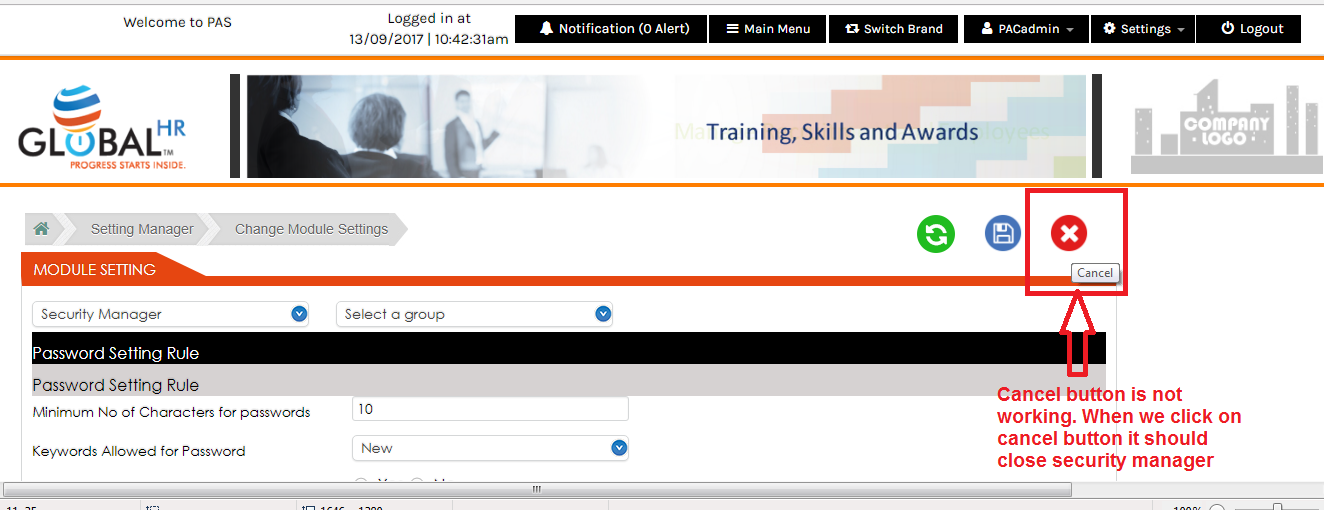 Welcome to PAS
Logged in at
13/09/2017 | 10:42:31am
Notification (0 Alert)
Main Menu
Switch Brand
PACadmin
Settings
Logout
GLOBAL HR TM
PROGRESS STARTS INSIDE.
Training, Skills and Awards
COMPANY
LOGO
Setting Manager
Change Module Settings
Cancel
MODULE SETTING
Security Manager
Select a group
Password Setting Rule
Password Setting Rule
Minimum No of Characters for passwords
10
Keywords Allowed for Password
New
Cancel button is not
working. When we click on
cancel button it should
close security manager